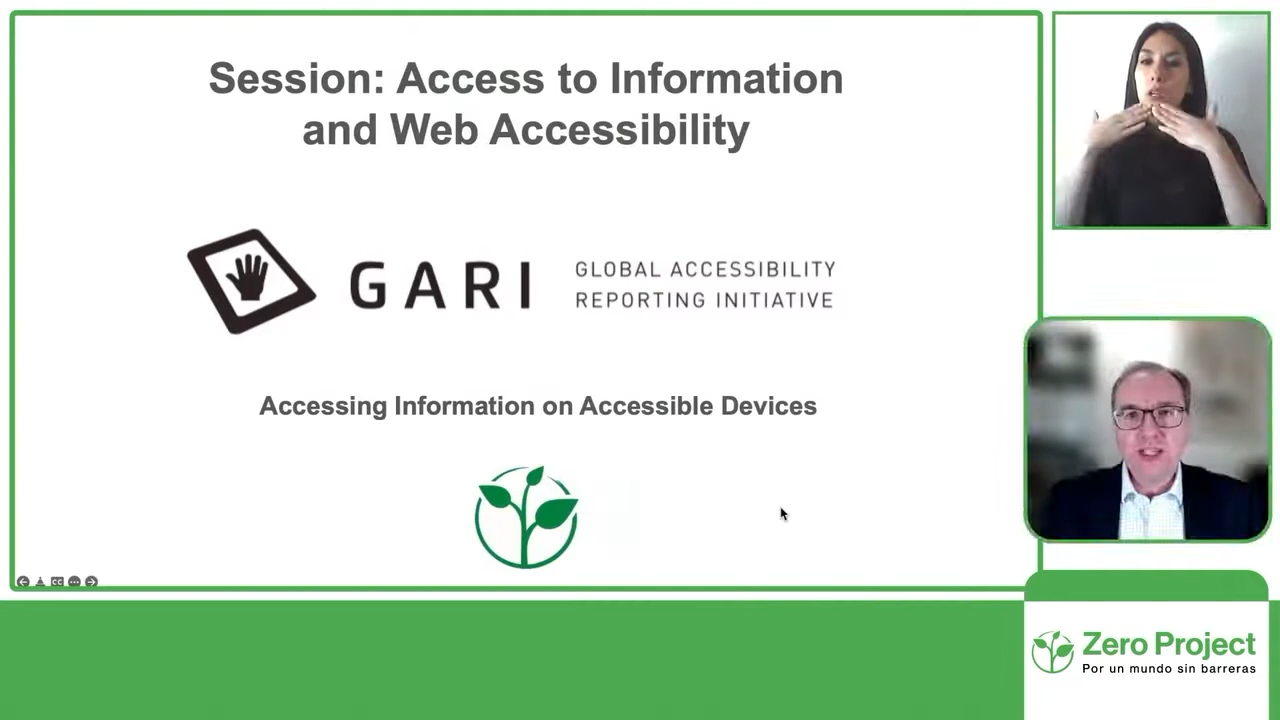 Session: Access to Information
and Web Accessibility
GARI
GLOBAL ACCESSIBILITY
REPORTING INITIATIVE
Accessing Information on Accessible Devices
CC
Zero Project
Por un mundo sin barreras